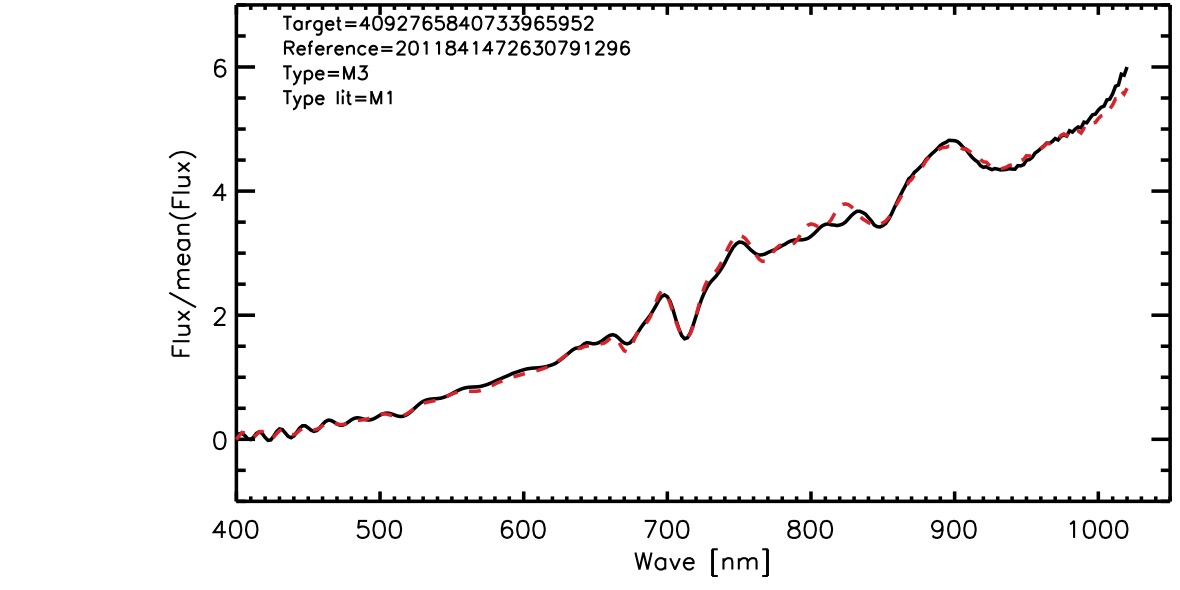 Target=4092765840733965952
Reference=2011841472630791296
Type=M3
Type lit=M1
Flux/mean(Flux)
6
4
2
0
400 500 600 700 800 900 1000
Wave [nm]